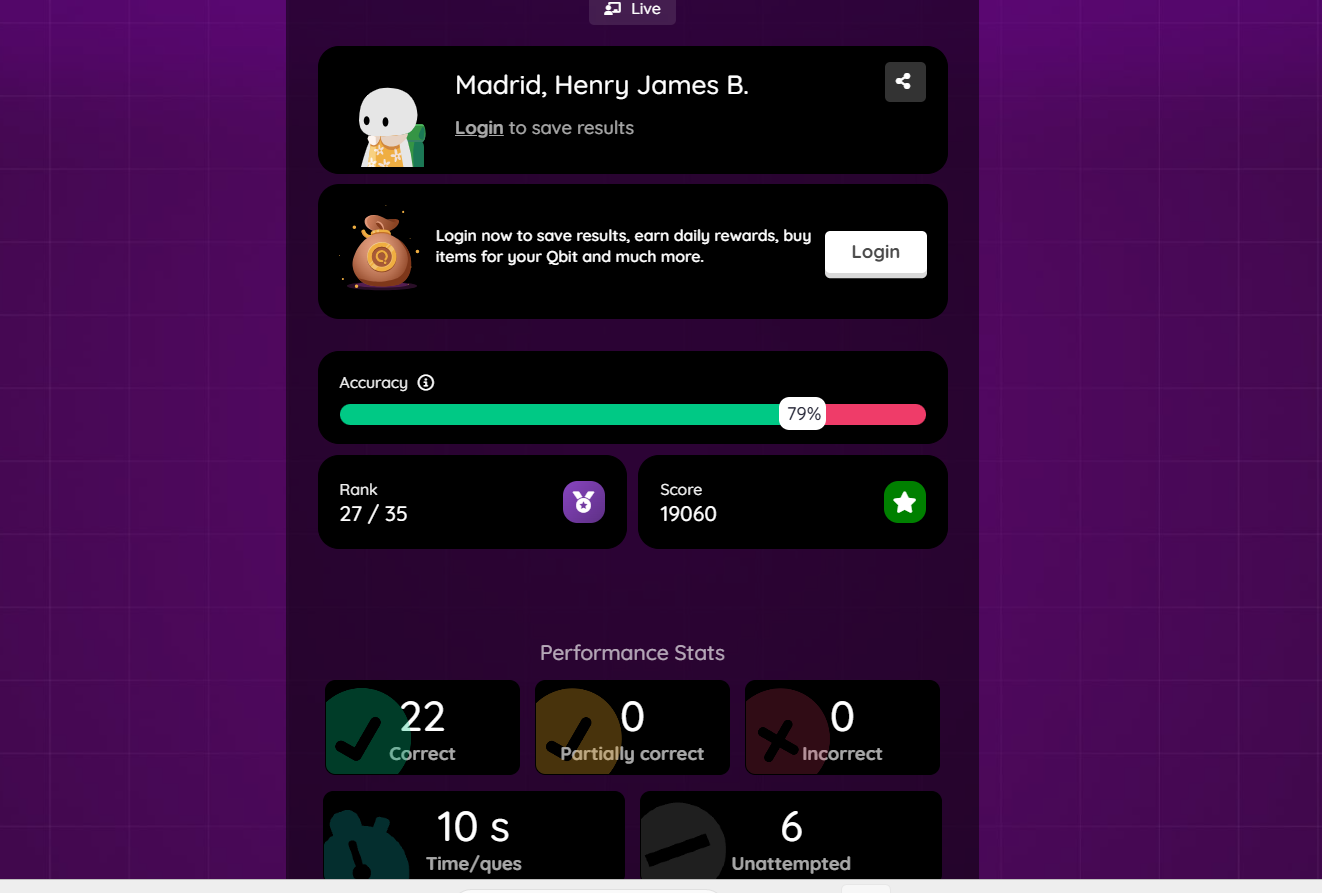 Live
Madrid, Henry James B.
Login to save results
Login now to save results, earn daily rewards, buy
items for your Qbit and much more.
Login
Accuracy
79%
Rank
27 / 35
Score
19060
Performance Stats
22
Correct
0
Partially correct
0
Incorrect
10 s
Time/ques
6
Unattempted